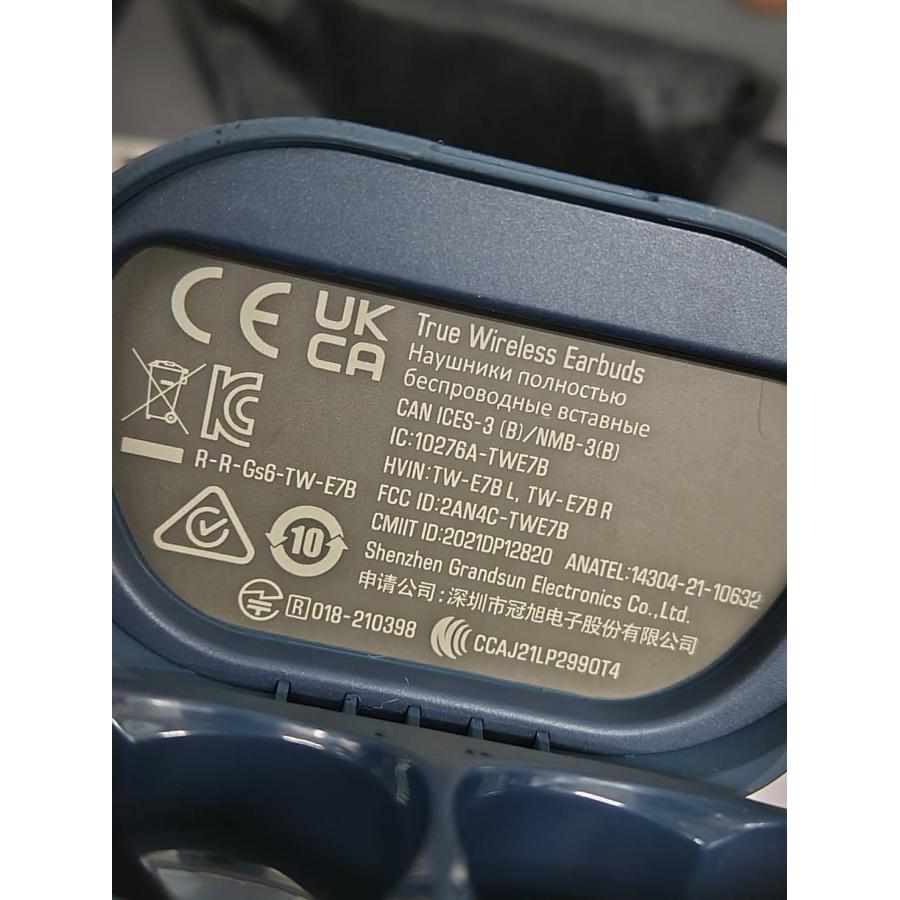 CE
UK
CA
True Wireless Earbuds
Наушники полностью
беспроводные вставные
CAN ICES-3 (B)/NMB-3(B)
IC:10276A-TWE7B
HVIN:TW-E7B L, TW-E7B R
FCC ID:2AN4C-TWE7B
CMIIT ID:2021DP12820 ANATEL:14304-21-10632
Shenzhen Grandsun Electronics Co.,Ltd.
申请公司:深圳市冠旭电子股份有限公司
KC
R-R-Gs6-TW-E7B
10
R 018-210398
CCAJ21LP2990T4